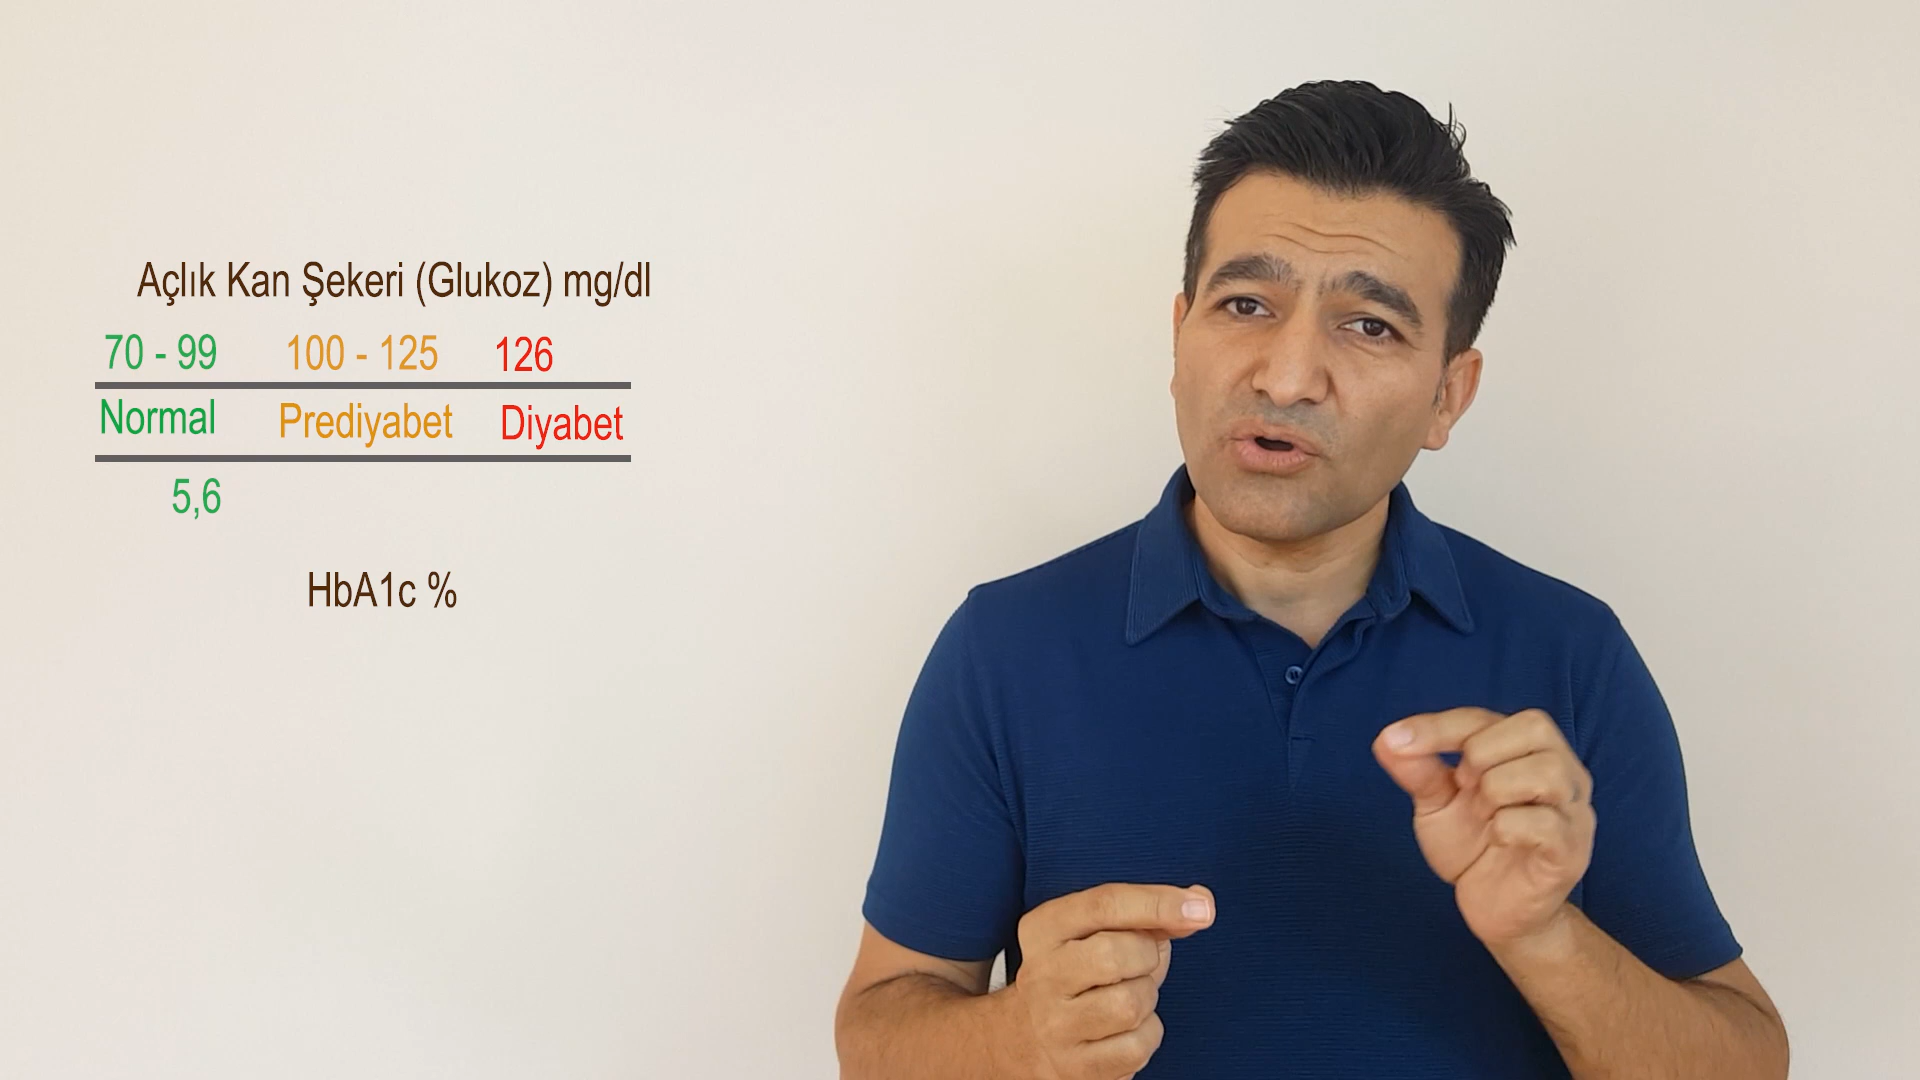 Açlık Kan Şekeri (Glukoz) mg/dl
70 - 99 100 - 125 126
Normal Prediyabet Diyabet
5,6
HbA1c %